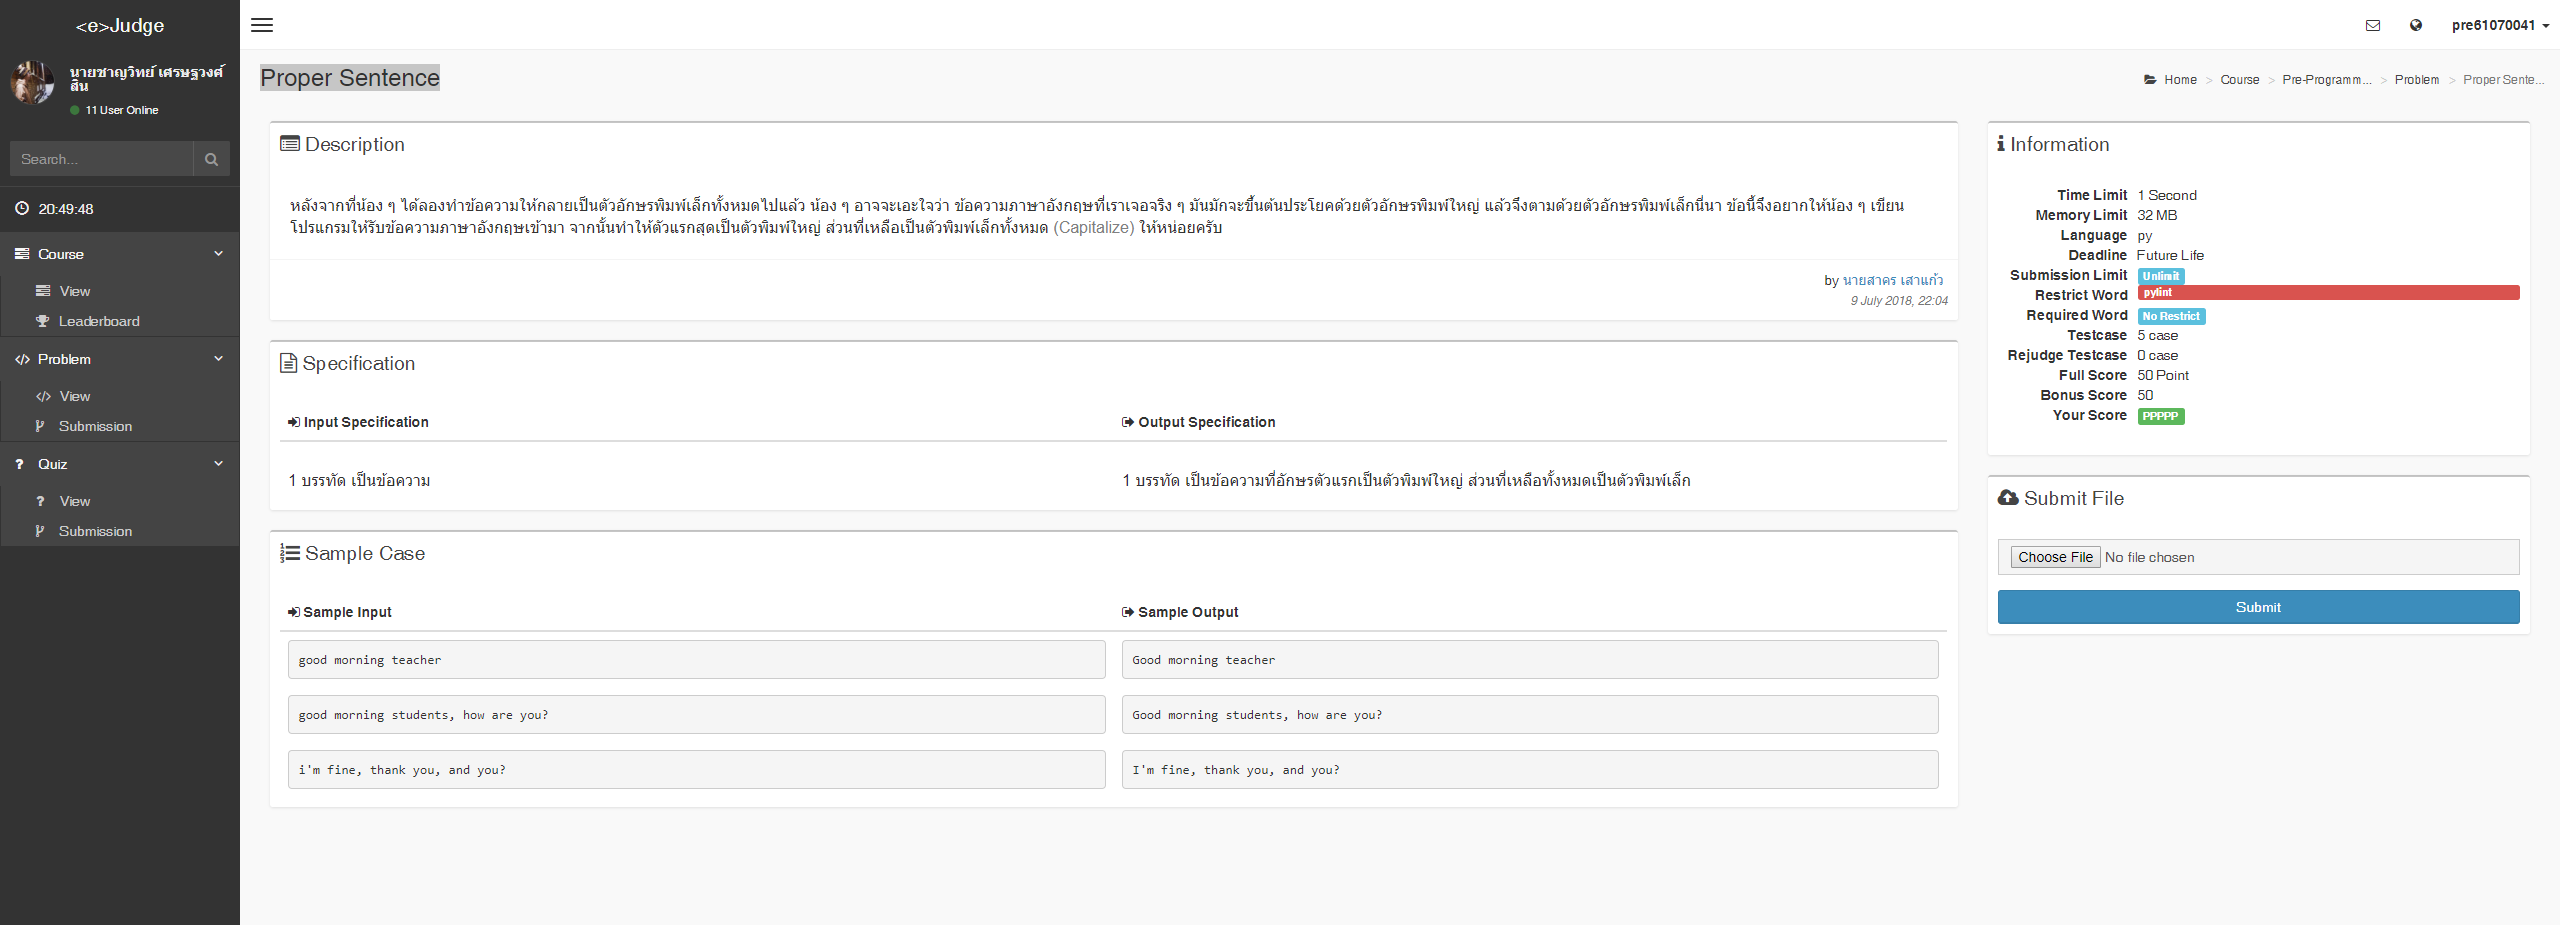 <e>Judge
pre61070041
นายชาญวิทย์ เศรษฐวงศ์
สิน
11 User Online
Search...
20:49:48
Course
View
Leaderboard
Problem
View
Submission
Quiz
View
Submission
Proper Sentence
Home > Course > Pre-Programm... > Problem > Proper Sente...
Description
หลังจากที่น้อง ๆ ได้ลองทำข้อความให้กลายเป็นตัวอักษรพิมพ์เล็กทั้งหมดไปแล้ว น้อง ๆ อาจจะเอะใจว่า ข้อความภาษาอังกฤษที่เราเจอจริง ๆ มันมักจะขึ้นต้นประโยคด้วยตัวอักษรพิมพ์ใหญ่ แล้วจึงตามด้วยตัวอักษรพิมพ์เล็กนี่นา ข้อนี้จึงอยากให้น้อง ๆ เขียน
โปรแกรมให้รับข้อความภาษาอังกฤษเข้ามา จากนั้นทำให้ตัวแรกสุดเป็นตัวพิมพ์ใหญ่ ส่วนที่เหลือเป็นตัวพิมพ์เล็กทั้งหมด (Capitalize) ให้หน่อยครับ
by นายสาคร เสาแก้ว
9 July 2018, 22:04
Specification
Input Specification
Output Specification
1 บรรทัด เป็นข้อความ
1 บรรทัด เป็นข้อความที่อักษรตัวแรกเป็นตัวพิมพ์ใหญ่ ส่วนที่เหลือทั้งหมดเป็นตัวพิมพ์เล็ก
Sample Case
Sample Input
Sample Output
good morning teacher
Good morning teacher
good morning students, how are you?
Good morning students, how are you?
i'm fine, thank you, and you?
I'm fine, thank you, and you?
Information
Time Limit 1 Second
Memory Limit 32 MB
Language py
Deadline Future Life
Submission Limit Unlimit
Restrict Word pylint
Required Word No Restrict
Testcase 5 case
Rejudge Testcase 0 case
Full Score 50 Point
Bonus Score 50
Your Score PPPPP
Submit File
Choose File No file chosen
Submit